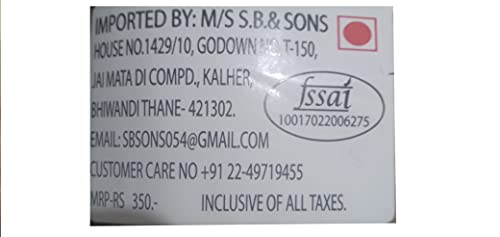 IMPORTED BY: M/S S.B.& SONS
HOUSE NO.1429/10, GODOWN NO.T-150,
JAI MATA DI COMPD., KALHER,
BHIWANDI THANE- 421302.
EMAIL: SBSONS054@GMAIL.COM
CUSTOMER CARE NO +91 22-49719455
MRP-RS 350.- INCLUSIVE OF ALL TAXES.
fssai
10017022006275